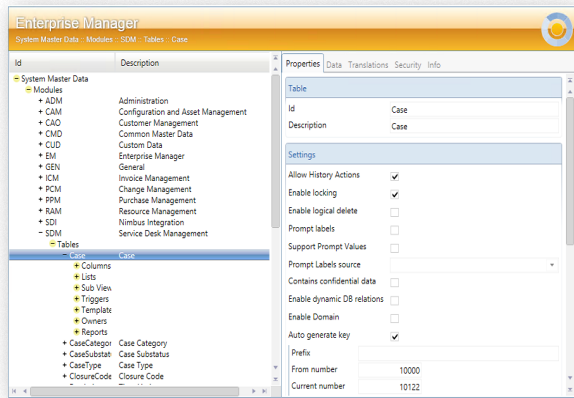 Enterprise Manager
System Master Data :: Modules :: SDM :: Tables :: Case
Id Description
System Master Data
Modules
ADM Administration
CAM Configuration and Asset Management
CAO Customer Management
CMD Common Master Data
CUD Custom Data
EM Enterprise Manager
GEN General
ICM Invoice Management
PCM Change Management
PPM Purchase Management
RAM Resource Management
SDI Nimbus Integration
SDM Service Desk Management
Tables
Case Case
Columns
Lists
Sub View
Triggers
Template
Owners
Reports
CaseCategor Case Category
CaseSubstat Case Substatus
CaseType Case Type
ClosureCode Closure Code
Properties Data Translations Security Info
Table
Id Case
Description Case
Settings
Allow History Actions
Enable locking
Enable logical delete
Prompt labels
Support Prompt Values
Prompt Labels source
Contains confidential data
Enable dynamic DB relations
Enable Domain
Auto generate key
Prefix
From number 10000
Current number 10122